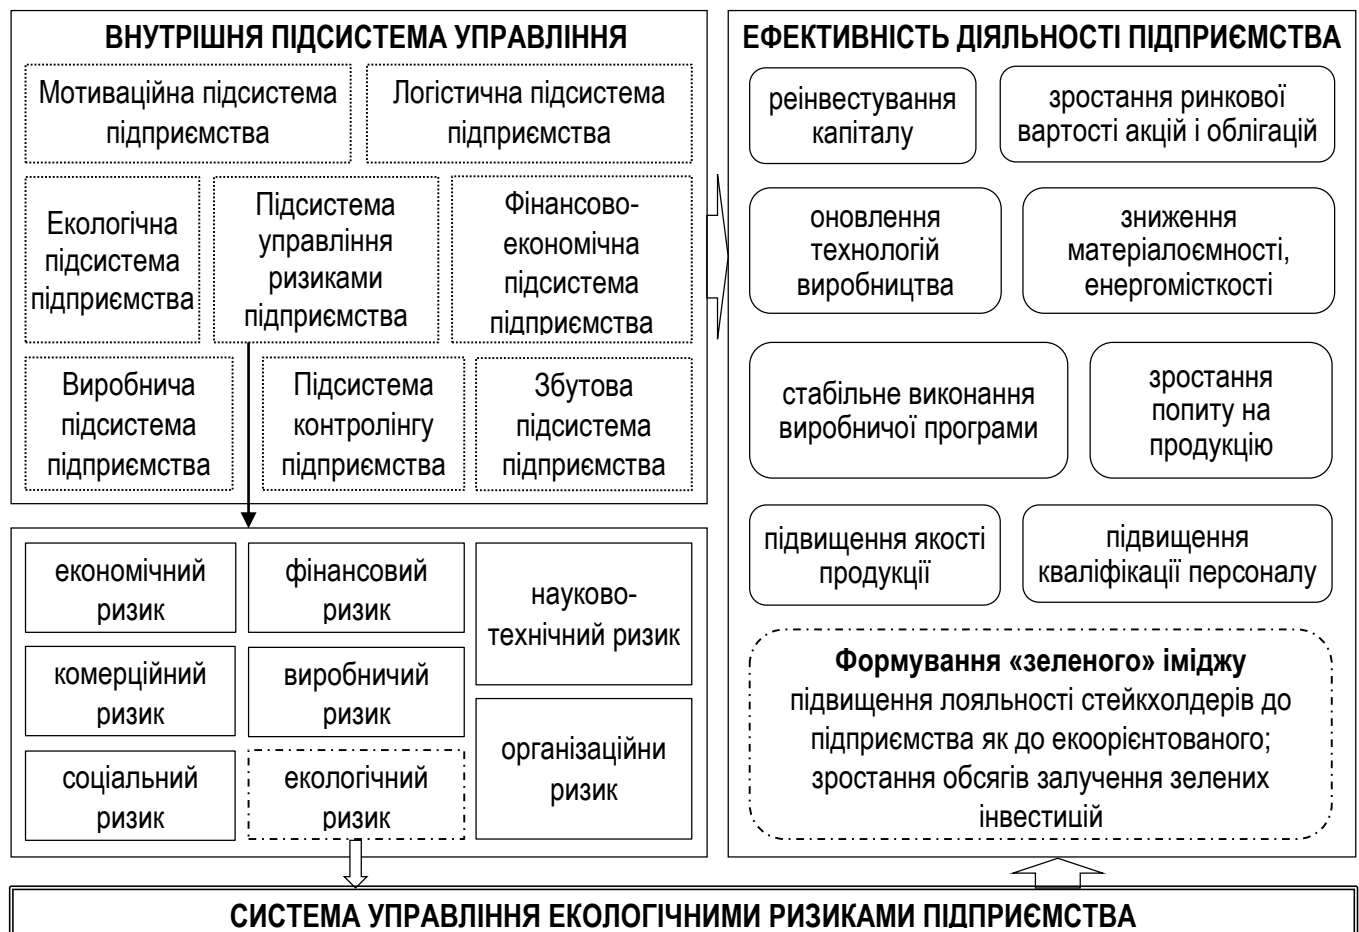 ВНУТРІШНЯ ПІДСИСТЕМА УПРАВЛІННЯ
Мотиваційна підсистема
підприємства
Логістична підсистема
підприємства
Екологічна
підсистема
підприємства
Підсистема
управління
ризиками
підприємства
Фінансово-
економічна
підсистема
підприємства
Виробнича
підсистема
підприємства
Підсистема
контролінгу
підприємства
Збутова
підсистема
підприємства
економічний
ризик
фінансовий
ризик
науково-
технічний ризик
комерційний
ризик
виробничий
ризик
організаційни
ризик
соціальний
ризик
екологічний
ризик
ЕФЕКТИВНІСТЬ ДІЯЛЬНОСТІ ПІДПРИЄМСТВА
реінвестування
капіталу
зростання ринкової
вартості акцій і облігацій
оновлення
технологій
виробництва
зниження
матеріалоємності,
енергомісткості
стабільне виконання
виробничої програми
зростання
попиту на
продукцію
підвищення якості
продукції
підвищення
кваліфікації персоналу
Формування «зеленого» іміджу
підвищення лояльності стейкхолдерів до
підприємства як до екоорієнтованого;
зростання обсягів залучення зелених
інвестицій
СИСТЕМА УПРАВЛІННЯ ЕКОЛОГІЧНИМИ РИЗИКАМИ ПІДПРИЄМСТВА